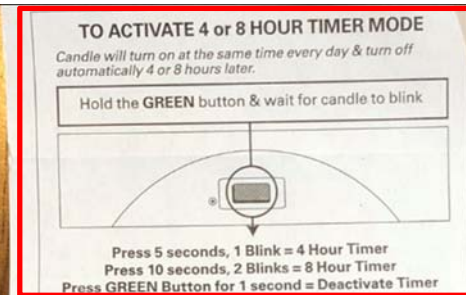 TO ACTIVATE 4 or 8 HOUR TIMER MODE
Candle will turn on at the same time every day & turn off
automatically 4 or 8 hours later.
Hold the GREEN button & wait for candle to blink
Press 5 seconds, 1 Blink = 4 Hour Timer
Press 10 seconds, 2 Blinks = 8 Hour Timer
Press GREEN Button for 1 second = Deactivate Timer